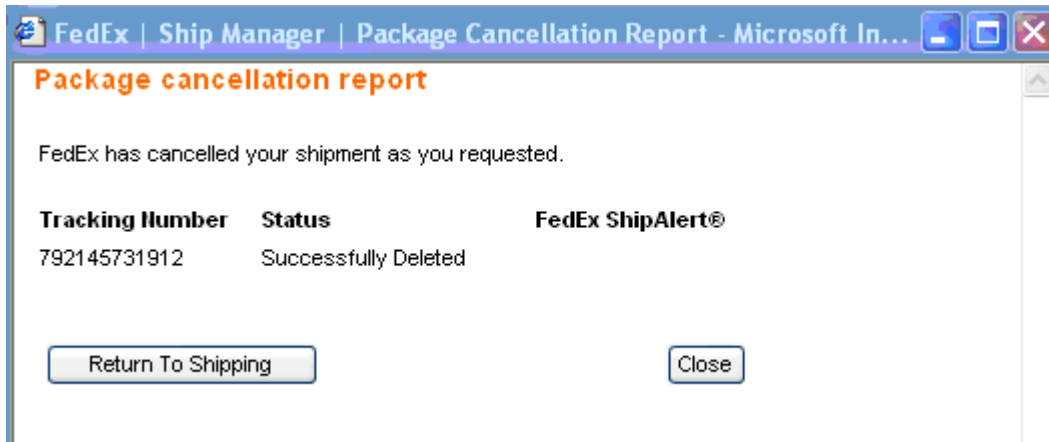 FedEx | Ship Manager | Package Cancellation Report - Microsoft In...
Package cancellation report
FedEx has cancelled your shipment as you requested.
Tracking Number Status FedEx ShipAlert®
792145731912 Successfully Deleted
Return To Shipping Close